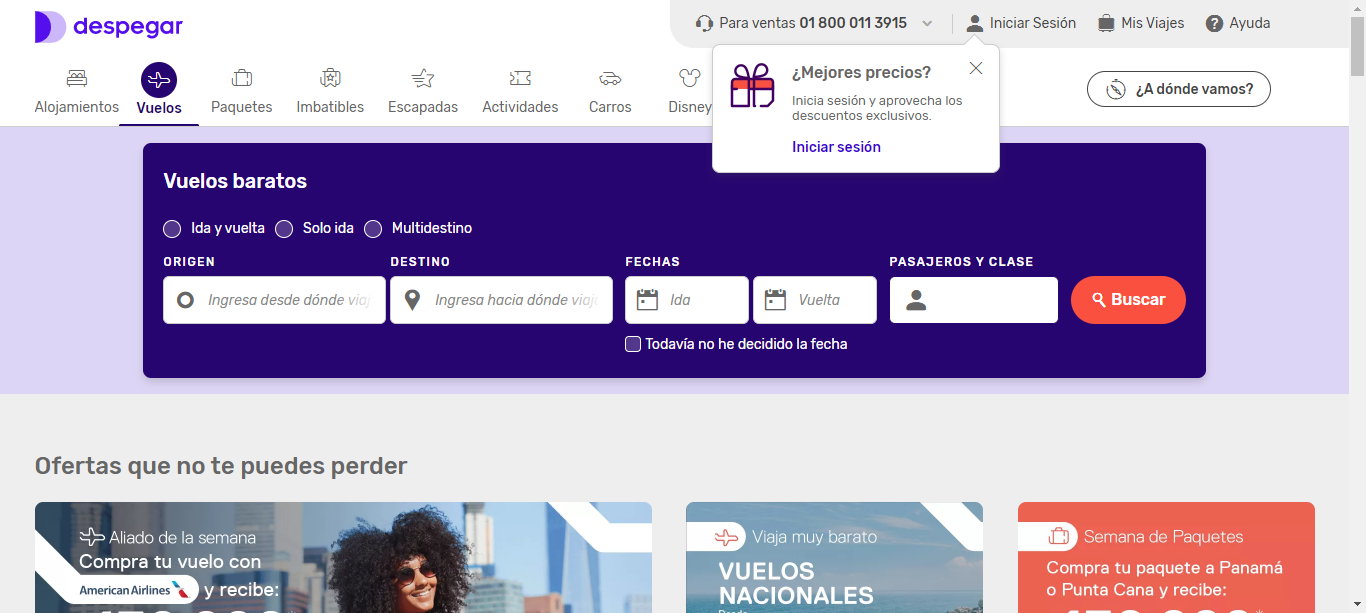 despegar
Para ventas 01 800 011 3915
Iniciar Sesión
Mis Viajes
Ayuda
Alojamientos
Vuelos
Paquetes
Imbatibles
Escapadas
Actividades
Carros
Disney
¿A dónde vamos?
¿Mejores precios?
Inicia sesión y aprovecha los
descuentos exclusivos.
Iniciar sesión
Vuelos baratos
Ida y vuelta
Solo ida
Multidestino
ORIGEN
DESTINO
FECHAS
PASAJEROS Y CLASE
Ingresa desde dónde viaj
Ingresa hacia dónde viaj
Ida
Vuelta
Buscar
Todavía no he decidido la fecha
Ofertas que no te puedes perder
Aliado de la semana
Compra tu vuelo con
American Airlines y recibe:
Viaja muy barato
VUELOS
NACIONALES
Desde
Semana de Paquetes
Compra tu paquete a Panamá
o Punta Cana y recibe: